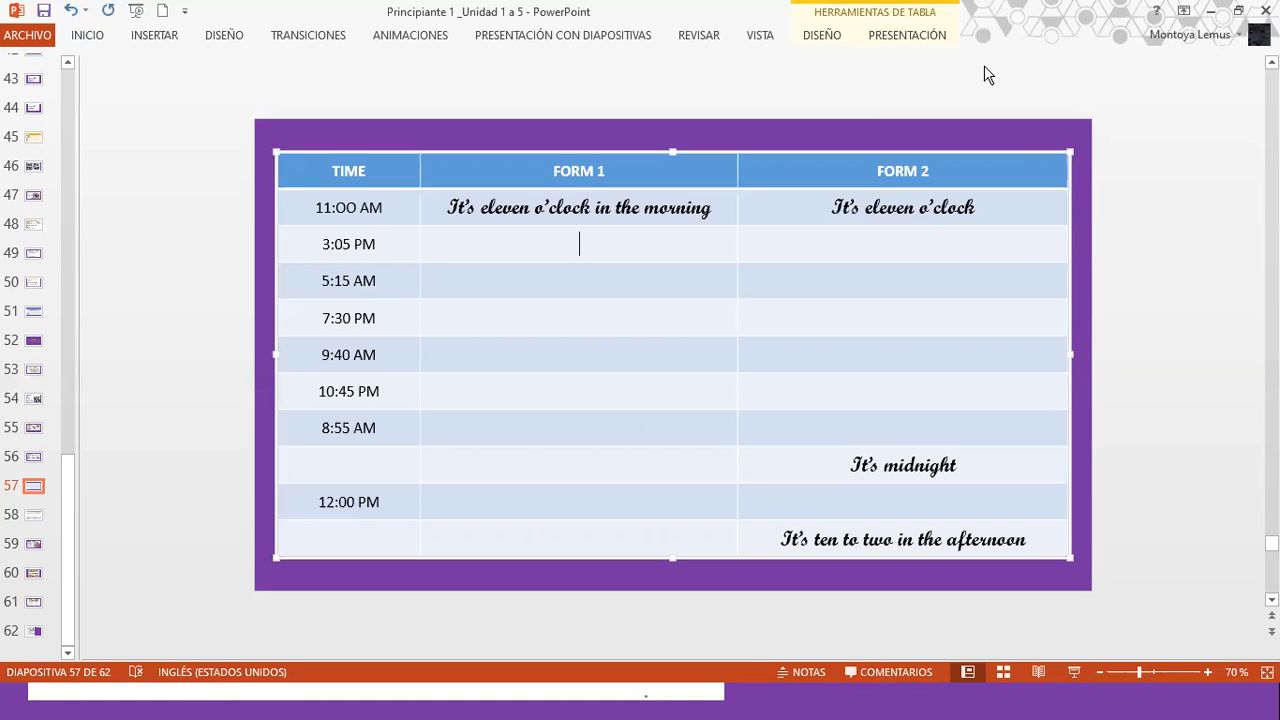 Principiante 1 _Unidad 1 a 5 - PowerPoint
HERRAMIENTAS DE TABLA
?
ARCHIVO INICIO INSERTAR DISEÑO TRANSICIONES ANIMACIONES PRESENTACIÓN CON DIAPOSITIVAS REVISAR VISTA DISEÑO PRESENTACIÓN Montoya Lemus
43
44
45
46
47
48
49
50
51
52
53
54
55
56
57
58
59
60
61
62
TIME FORM 1 FORM 2
11:OO AM It's eleven o'clock in the morning It's eleven o'clock
3:05 PM
5:15 AM
7:30 PM
9:40 AM
10:45 PM
8:55 AM
It's midnight
12:00 PM
It's ten to two in the afternoon
DIAPOSITIVA 57 DE 62 INGLÉS (ESTADOS UNIDOS) NOTAS COMENTARIOS 70 %